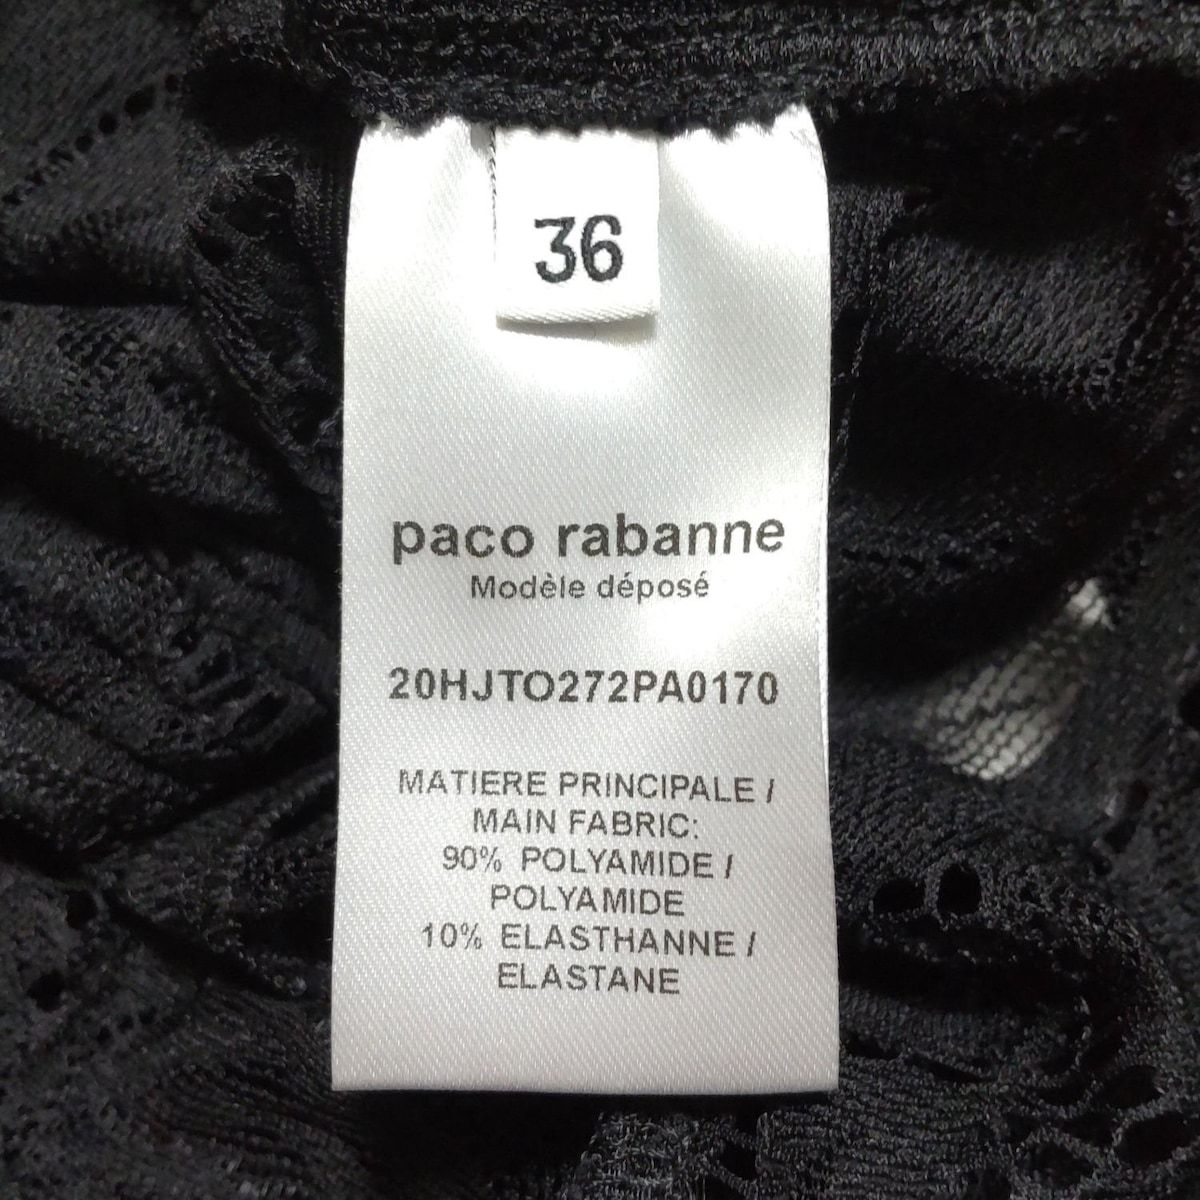 36
paco rabanne
Modèle déposé
20HJTO272PA0170
MATIERE PRINCIPALE /
MAIN FABRIC:
90% POLYAMIDE /
POLYAMIDE
10% ELASTHANNE /
ELASTANE